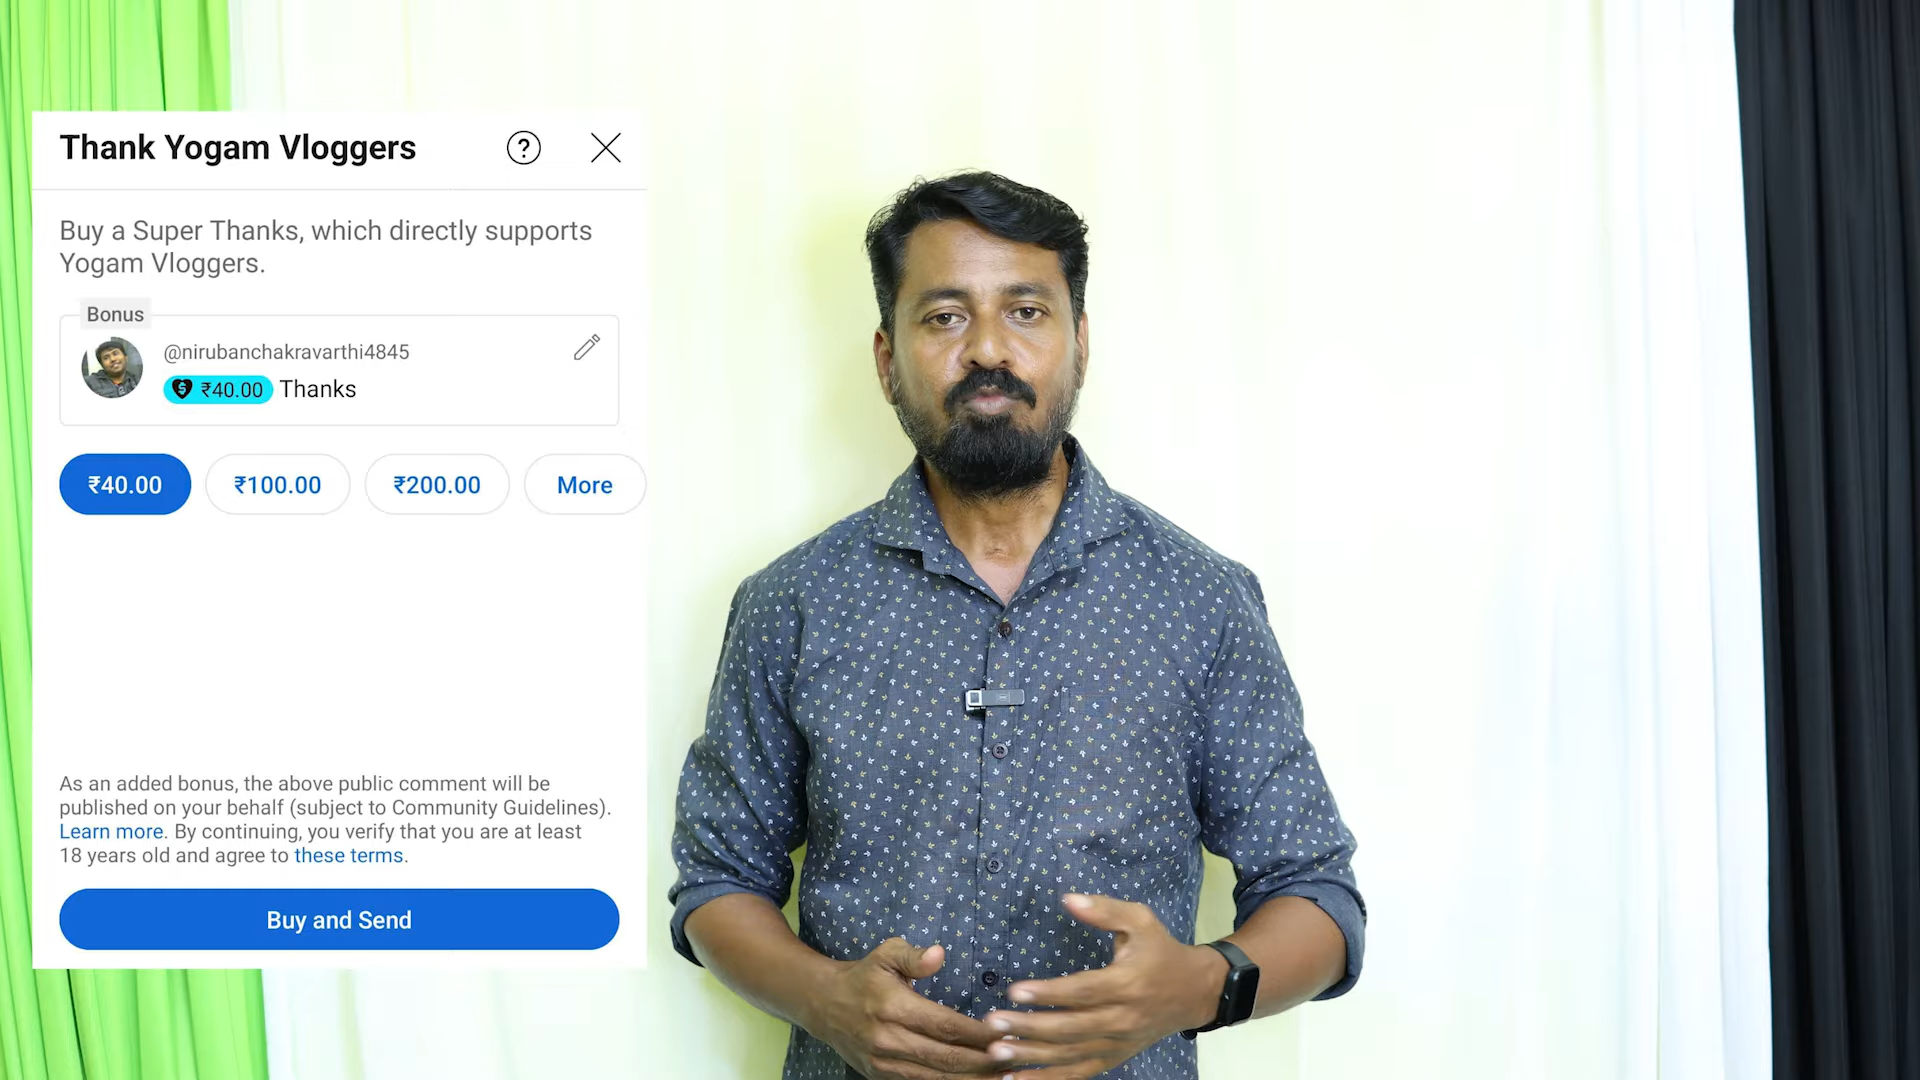 Thank Yogam Vloggers
Buy a Super Thanks, which directly supports
Yogam Vloggers.
Bonus
@nirubanchakravarthi4845
₹40.00 Thanks
₹40.00 ₹100.00 ₹200.00 More
As an added bonus, the above public comment will be
published on your behalf (subject to Community Guidelines).
Learn more. By continuing, you verify that you are at least
18 years old and agree to these terms.
Buy and Send